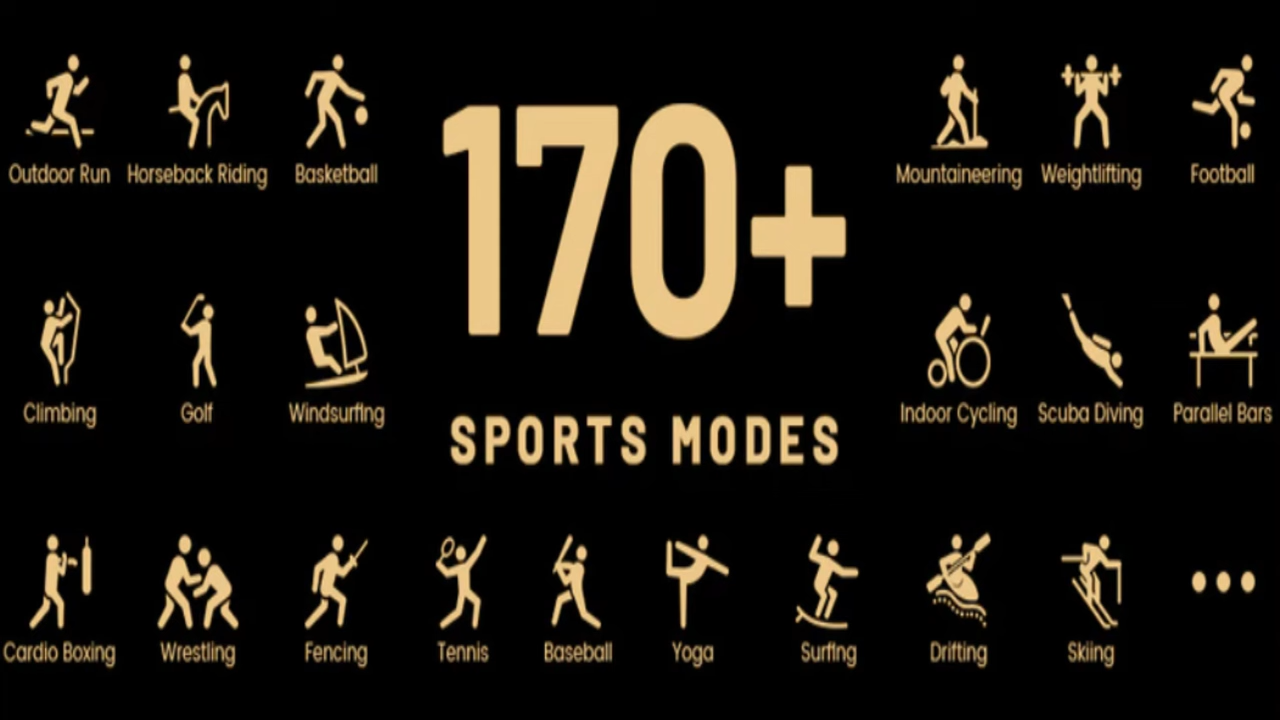 170+
SPORTS MODES
Outdoor Run
Horseback Riding
Basketball
Mountaineering
Weightlifting
Football
Climbing
Golf
Windsurfing
Indoor Cycling
Scuba Diving
Parallel Bars
Cardio Boxing
Wrestling
Fencing
Tennis
Baseball
Yoga
Surfing
Drifting
Skiing